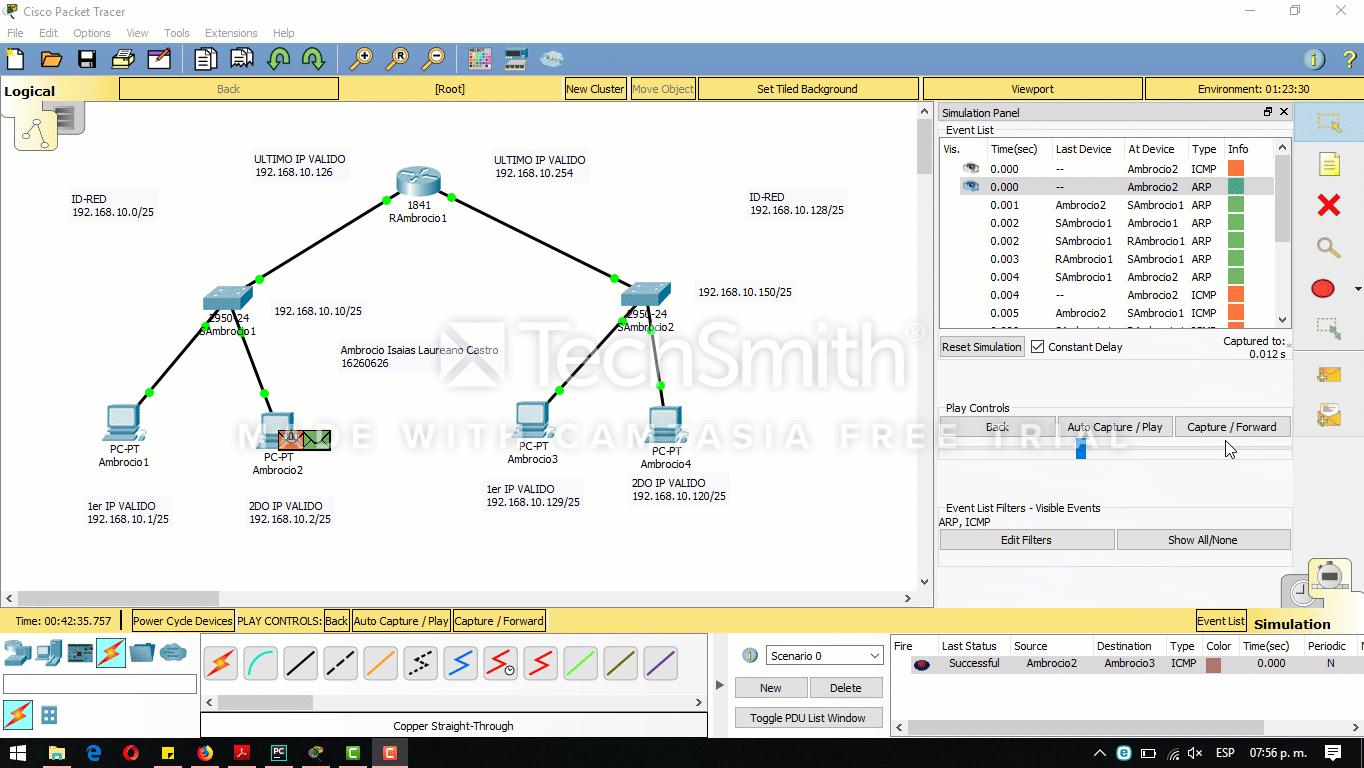 Cisco Packet Tracer
File Edit Options View Tools Extensions Help
Logical
Back
[Root]
New Cluster
Move Object
Set Tiled Background
Viewport
Environment: 01:23:30
ULTIMO IP VALIDO
192.168.10.126
ULTIMO IP VALIDO
192.168.10.254
ID-RED
192.168.10.0/25
ID-RED
192.168.10.128/25
1841
RAmbrocio1
2950-24
SAmbrocio1
192.168.10.10/25
2950-24
SAmbrocio2
192.168.10.150/25
Ambrocio Isaias Laureano Castro
16260626
TechSmith®
MADE WITH CAMTASIA FREE TRIAL
PC-PT
Ambrocio1
PC-PT
Ambrocio2
PC-PT
Ambrocio3
PC-PT
Ambrocio4
1er IP VALIDO
192.168.10.1/25
2DO IP VALIDO
192.168.10.2/25
1er IP VALIDO
192.168.10.129/25
2DO IP VALIDO
192.168.10.120/25
Simulation Panel
Event List
Vis. Time(sec) Last Device At Device Type Info
0.000 -- Ambrocio2 ICMP
0.000 -- Ambrocio2 ARP
0.001 Ambrocio2 SAmbrocio1 ARP
0.002 SAmbrocio1 Ambrocio1 ARP
0.002 SAmbrocio1 RAmbrocio1 ARP
0.003 RAmbrocio1 SAmbrocio1 ARP
0.004 SAmbrocio1 Ambrocio2 ARP
0.004 -- Ambrocio2 ICMP
0.005 Ambrocio2 SAmbrocio1 ICMP
Reset Simulation
Constant Delay
Captured to:
0.012 s
Play Controls
Back
Auto Capture / Play
Capture / Forward
Event List Filters - Visible Events
ARP, ICMP
Edit Filters
Show All/None
Time: 00:42:35.757
Power Cycle Devices
PLAY CONTROLS:
Back
Auto Capture / Play
Capture / Forward
Event List
Simulation
Copper Straight-Through
Scenario 0
New
Delete
Toggle PDU List Window
Fire Last Status Source Destination Type Color Time(sec) Periodic
Successful Ambrocio2 Ambrocio3 ICMP 0.000 N
ESP
07:56 p. m.